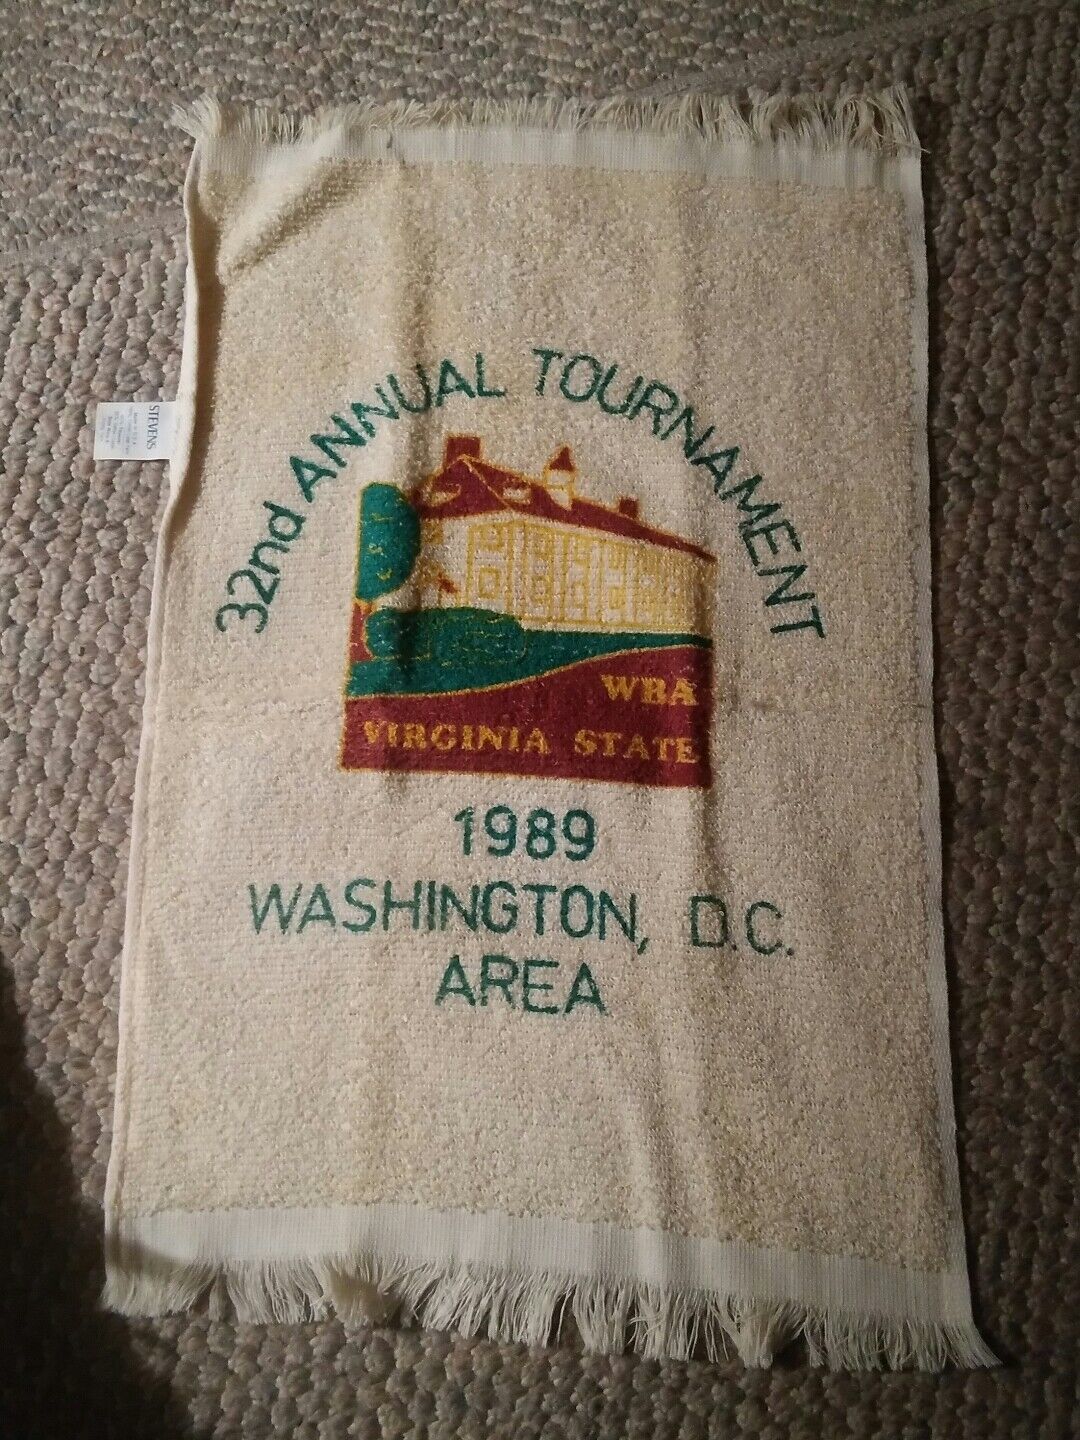 32nd ANNUAL TOURNAMENT
WBA
VIRGINIA STATE
1989
WASHINGTON, D.C.
AREA
STEVENS